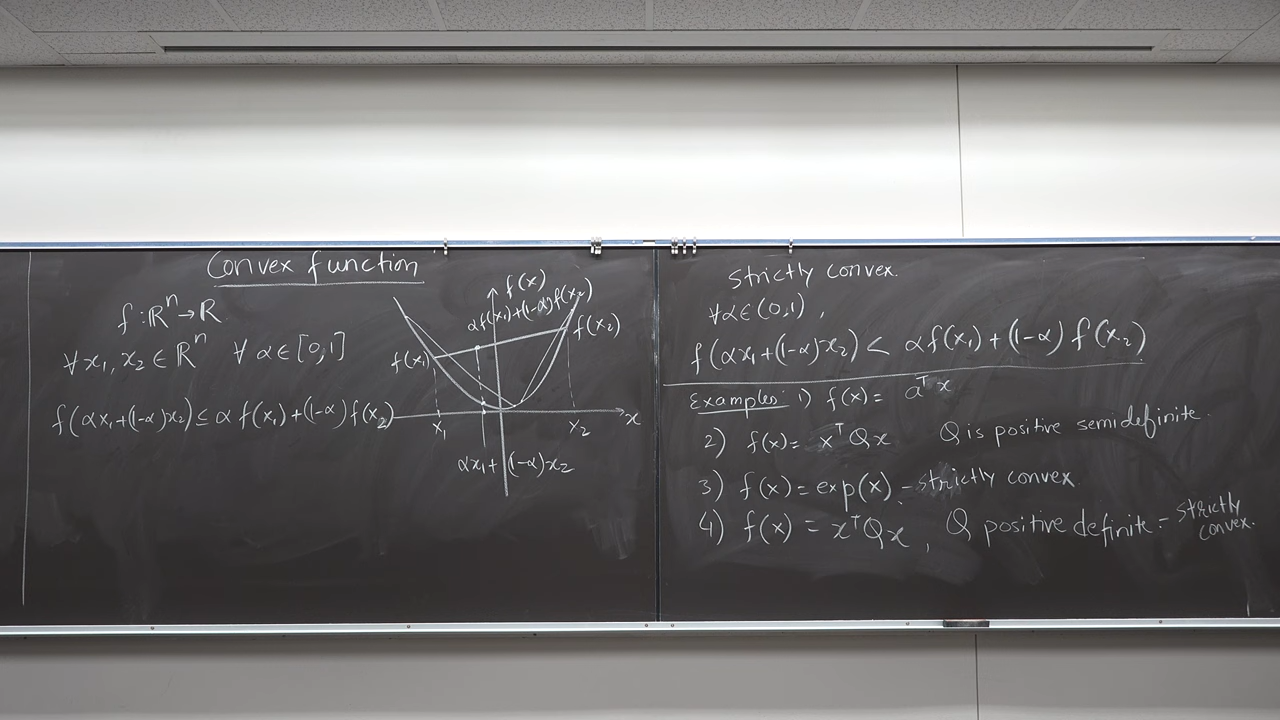 Convex function
f : ℝⁿ → ℝ
∀ x₁, x₂ ∈ ℝⁿ ∀ α ∈ [0,1]
f(αx₁+(1-α)x₂) ≤ α f(x₁)+(1-α) f(x₂)
f(x)
αf(x₁)+(1-α)f(x₂)
f(x₂)
f(x₁)
x
x₁
x₂
αx₁+(1-α)x₂
Strictly convex.
∀α∈(0,1),
f(αx₁+(1-α)x₂) < αf(x₁)+(1-α) f(x₂)
Examples: 1) f(x) = aᵀx
2) f(x) = xᵀQx Q is positive semidefinite.
3) f(x) = exp(x) - strictly convex.
4) f(x) = xᵀQx, Q positive definite - strictly convex.